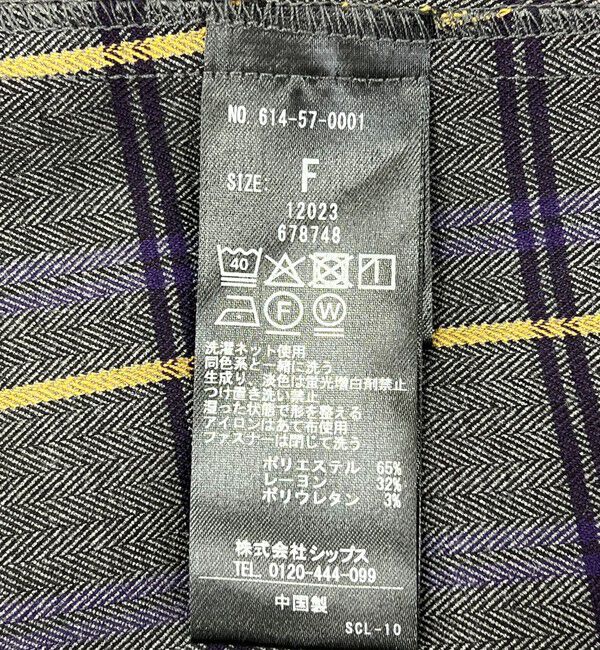 NO 614-57-0001
SIZE: F
12023
678748
40
F W
洗濯ネット使用
同色系と一緒に洗う
生成り、淡色は蛍光増白剤禁止
つけ置き洗い禁止
湿った状態で形を整える
アイロンはあて布使用
ファスナーは閉じて洗う
ポリエステル 65%
レーヨン 32%
ポリウレタン 3%
株式会社シップス
TEL. 0120-444-099
中国製
SCL-10